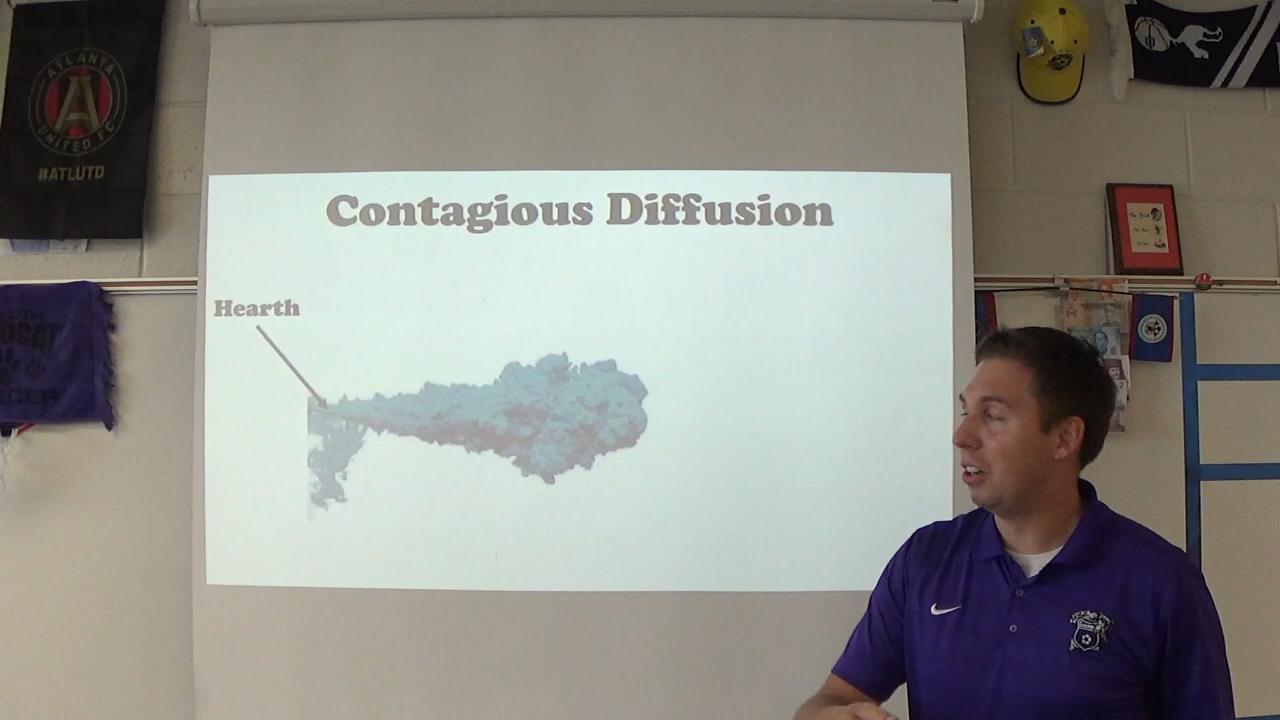 ATLANTA
A
UNITED FC
#ATLUTD
Contagious Diffusion
Hearth